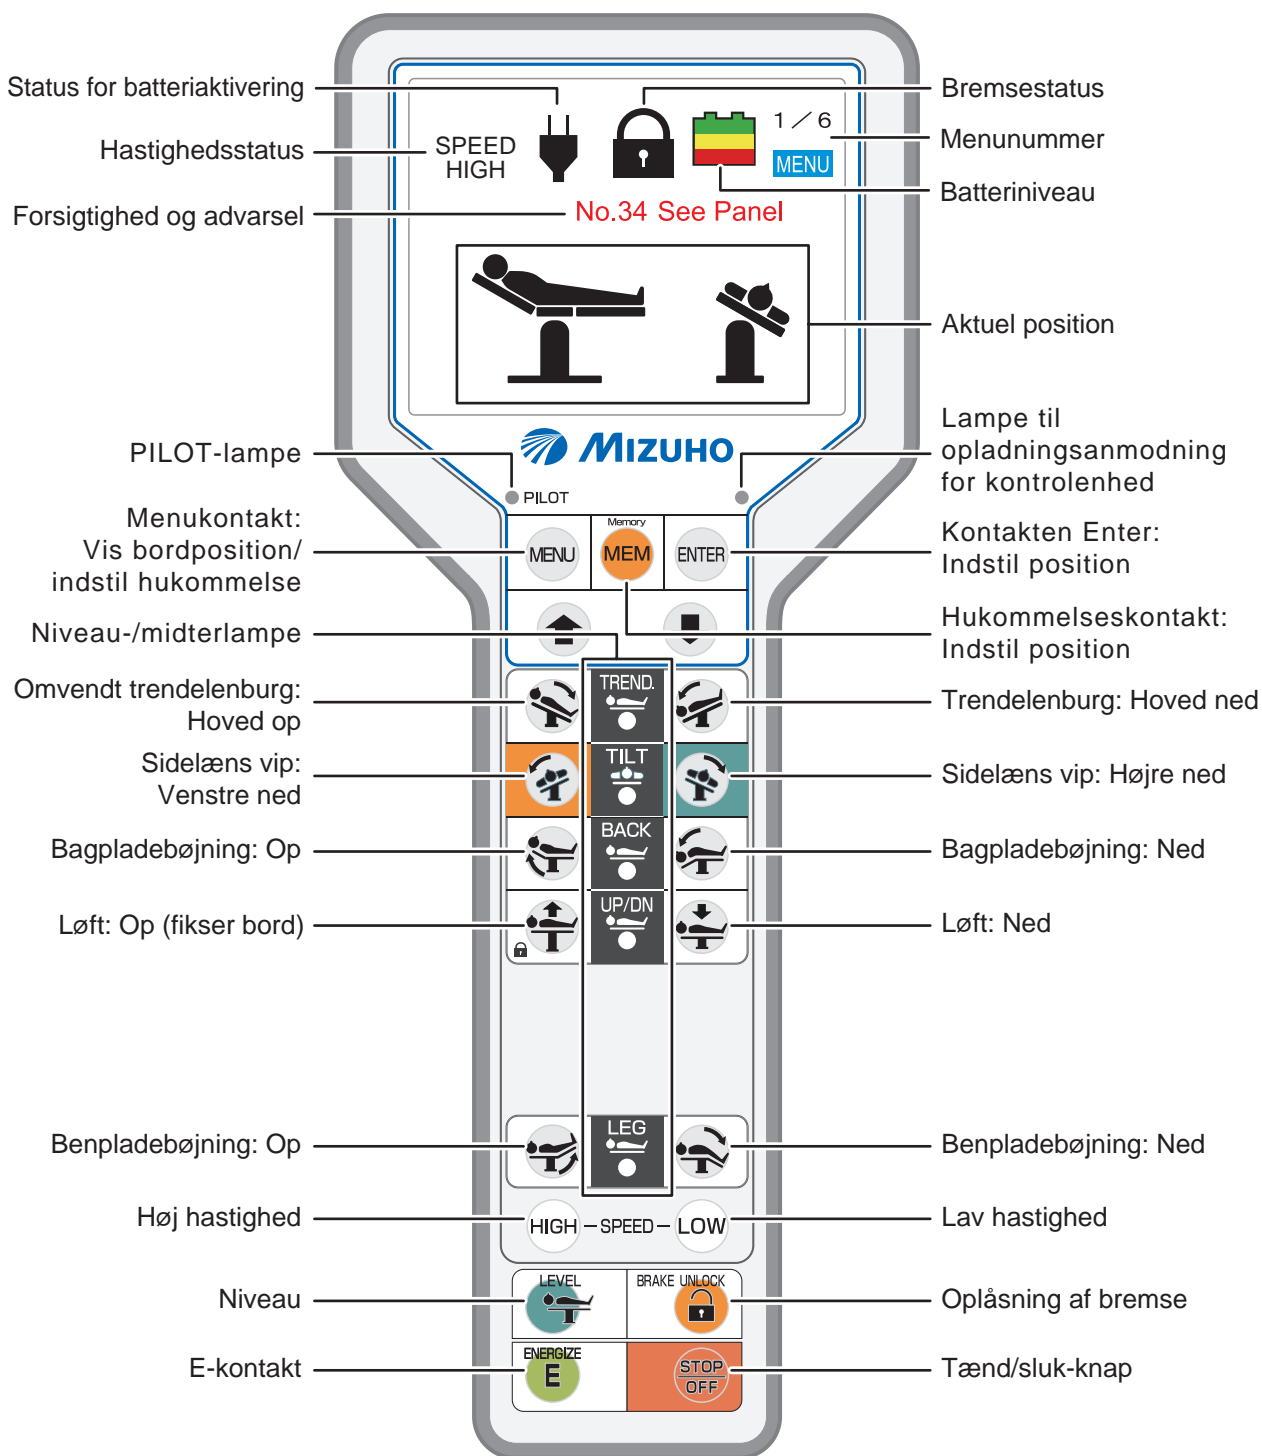 Status for batteriaktivering
Bremsestatus
1/6
Menunummer
Hastighedsstatus
SPEED
HIGH
MENU
Batteriniveau
Forsigtighed og advarsel
No.34 See Panel
Aktuel position
MIZUHO
Lampe til
opladningsanmodning
for kontrolenhed
PILOT-lampe
PILOT
Menukontakt:
Vis bordposition/
indstil hukommelse
Memory
MENU
MEM
ENTER
Kontakten Enter:
Indstil position
Niveau-/midterlampe
Hukommelseskontakt:
Indstil position
Omvendt trendelenburg:
Hoved op
TREND.
Trendelenburg: Hoved ned
Sidelæns vip:
Venstre ned
TILT
Sidelæns vip: Højre ned
Bagpladebøjning: Op
BACK
Bagpladebøjning: Ned
Løft: Op (fikser bord)
UP/DN
Løft: Ned
Benpladebøjning: Op
LEG
Benpladebøjning: Ned
Høj hastighed
HIGH
SPEED
LOW
Lav hastighed
Niveau
LEVEL
BRAKE UNLOCK
Oplåsning af bremse
E-kontakt
ENERGIZE
E
STOP
OFF
Tænd/sluk-knap